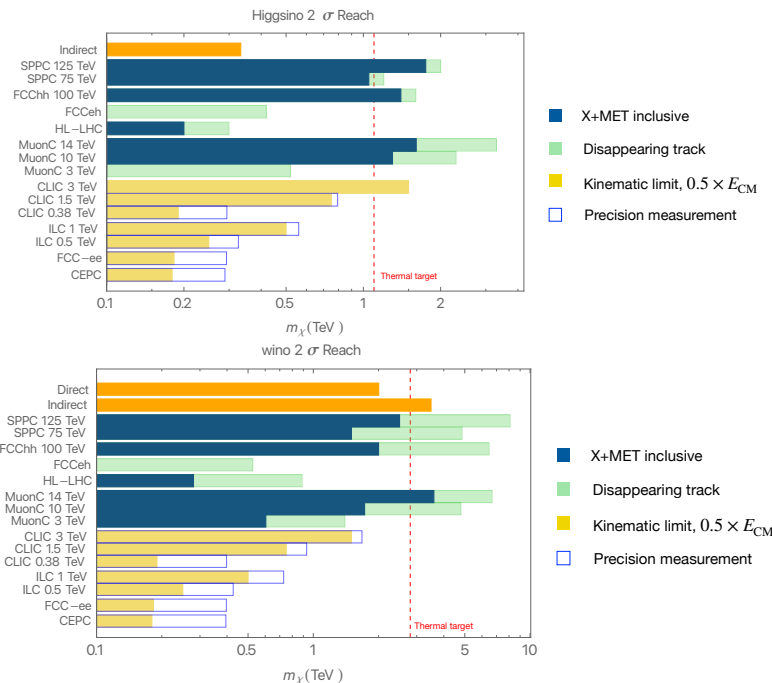 Higgsino 2 σ Reach
Indirect
SPPC 125 TeV
SPPC 75 TeV
FCChh 100 TeV
FCCeh
HL-LHC
MuonC 14 TeV
MuonC 10 TeV
MuonC 3 TeV
CLIC 3 TeV
CLIC 1.5 TeV
CLIC 0.38 TeV
ILC 1 TeV
ILC 0.5 TeV
FCC-ee
CEPC
Thermal target
0.1 0.2 0.5 1 2
mχ(TeV )
X+MET inclusive
Disappearing track
Kinematic limit, 0.5 × E_CM
Precision measurement
wino 2 σ Reach
Direct
Indirect
SPPC 125 TeV
SPPC 75 TeV
FCChh 100 TeV
FCCeh
HL-LHC
MuonC 14 TeV
MuonC 10 TeV
MuonC 3 TeV
CLIC 3 TeV
CLIC 1.5 TeV
CLIC 0.38 TeV
ILC 1 TeV
ILC 0.5 TeV
FCC-ee
CEPC
Thermal target
0.1 0.5 1 5 10
mχ(TeV )
X+MET inclusive
Disappearing track
Kinematic limit, 0.5 × E_CM
Precision measurement